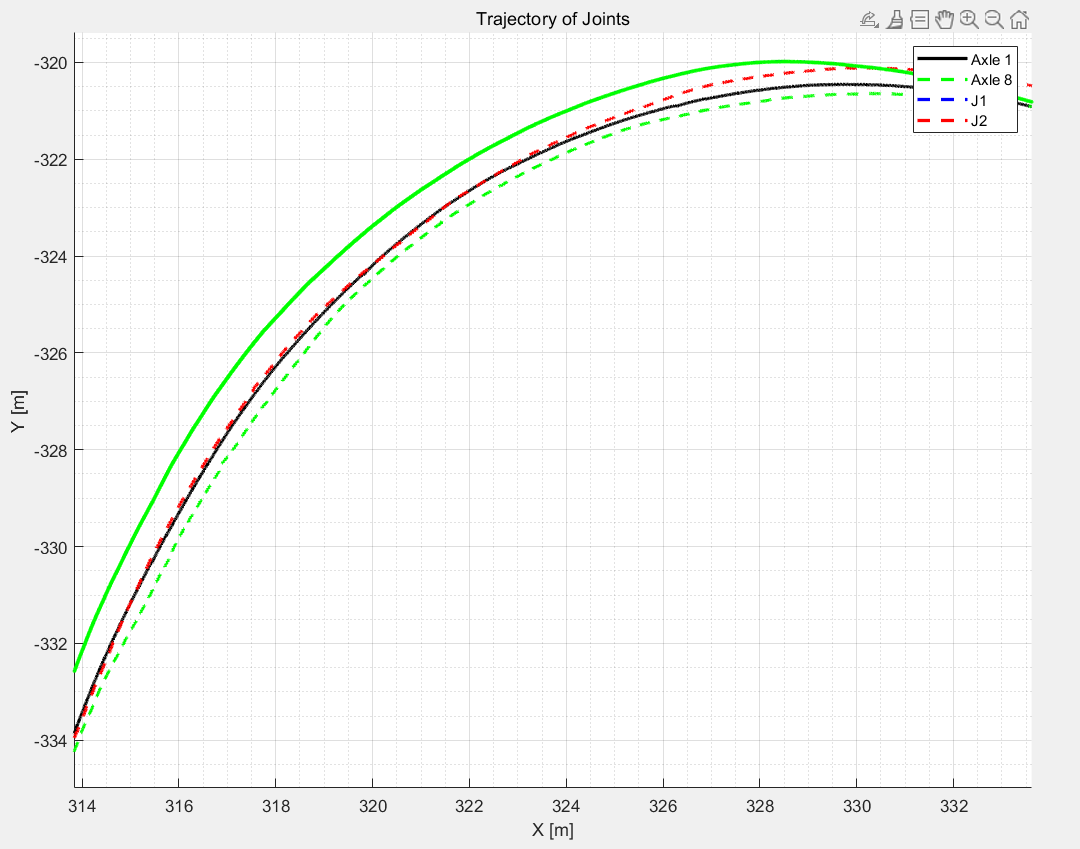 Trajectory of Joints
Axle 1
Axle 8
J1
J2
-320
-322
-324
-326
-328
-330
-332
-334
Y [m]
314 316 318 320 322 324 326 328 330 332
X [m]